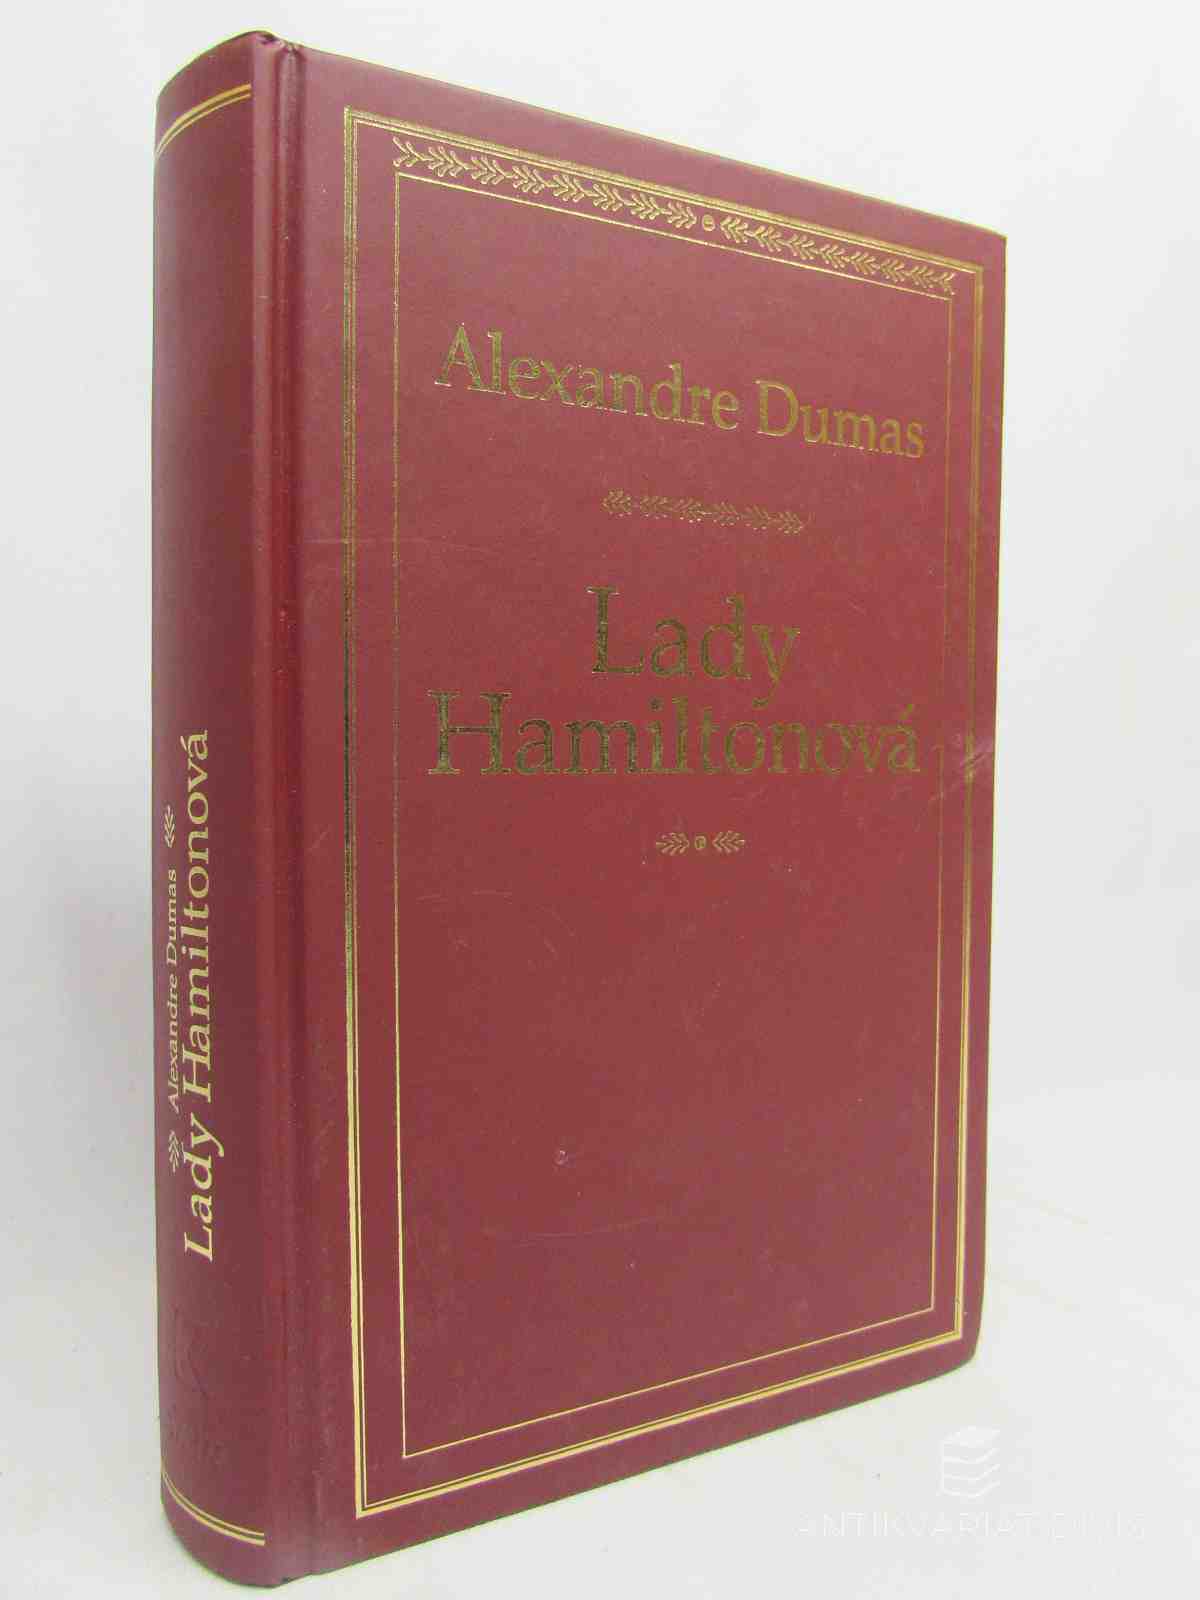 Alexandre Dumas
Lady
Hamiltonová
Alexandre Dumas
Lady Hamiltonová